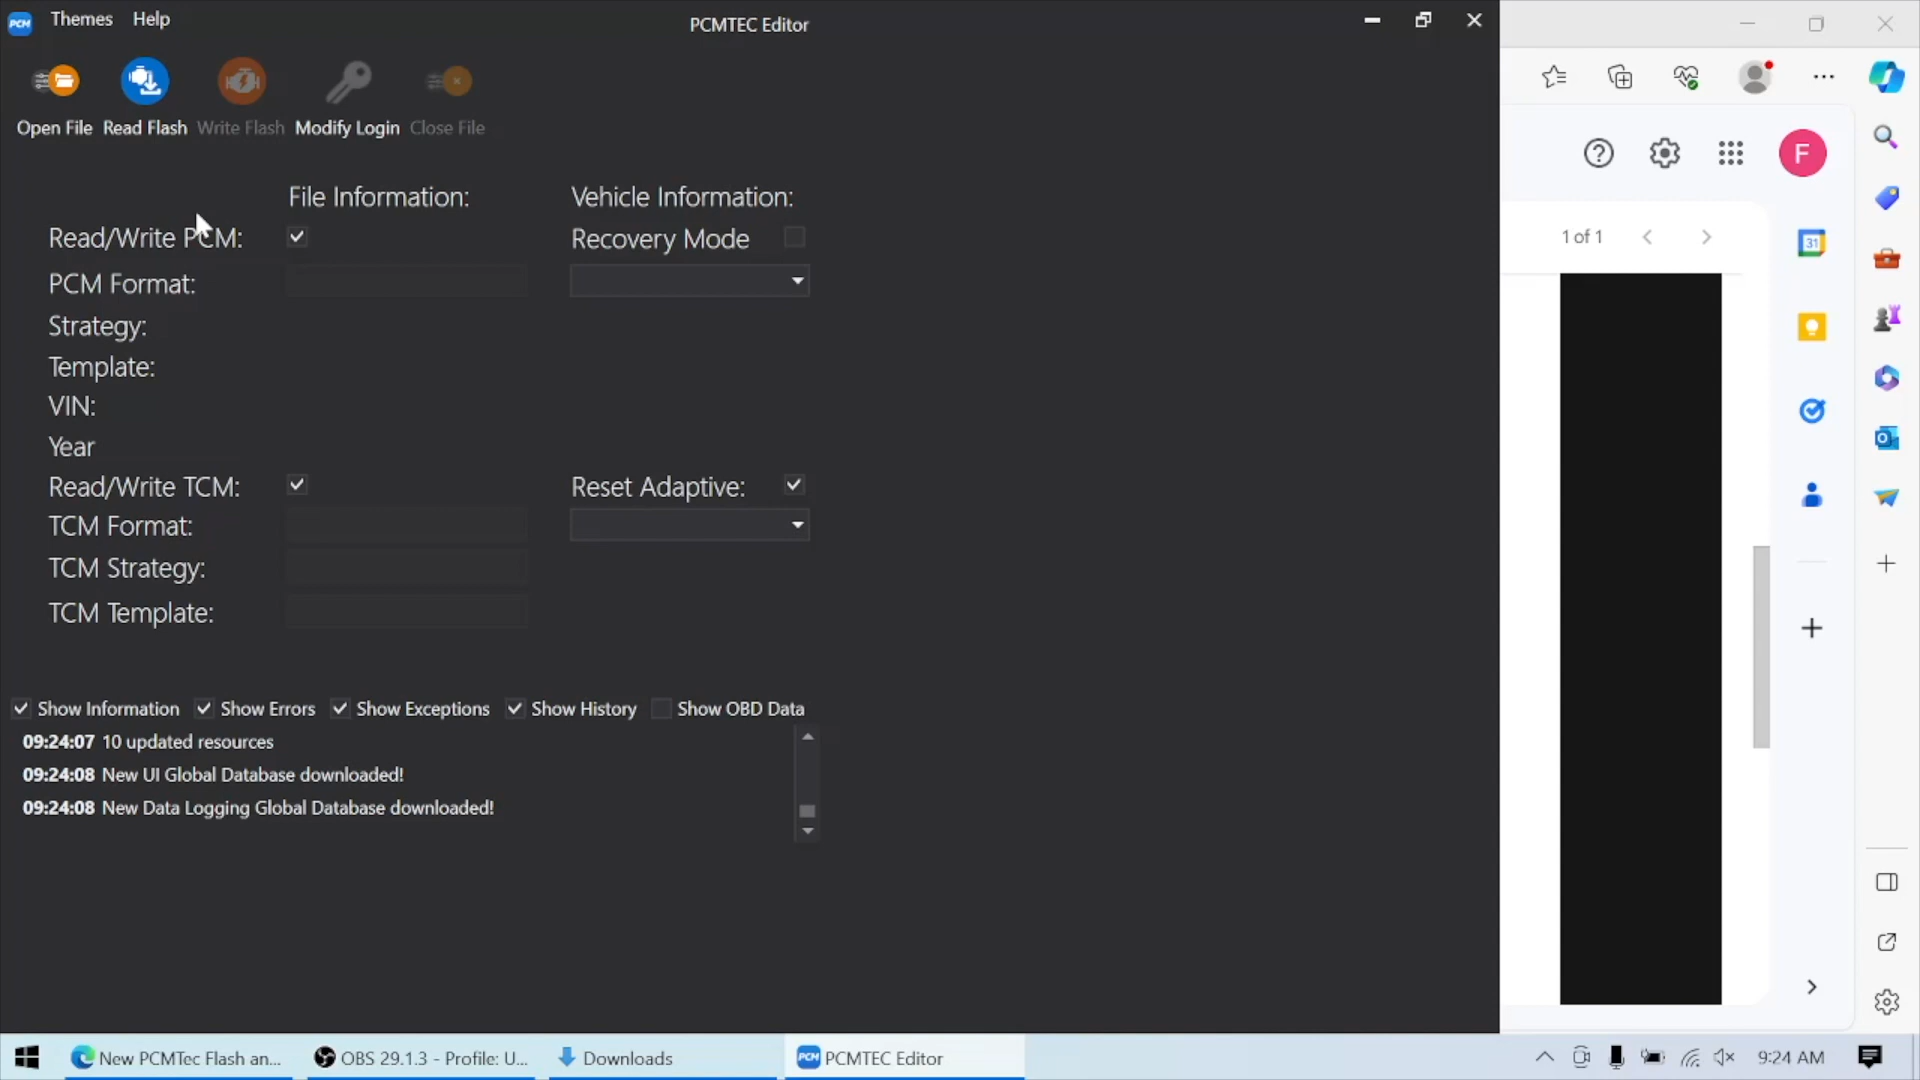 PCM Themes Help
PCMTEC Editor
Open File Read Flash Write Flash Modify Login Close File
File Information: Vehicle Information:
Read/Write PCM: Recovery Mode
PCM Format:
Strategy:
Template:
VIN:
Year
Read/Write TCM: Reset Adaptive:
TCM Format:
TCM Strategy:
TCM Template:
Show Information Show Errors Show Exceptions Show History Show OBD Data
09:24:07 10 updated resources
09:24:08 New UI Global Database downloaded!
09:24:08 New Data Logging Global Database downloaded!
F
1 of 1
31
New PCMTec Flash an... OBS 29.1.3 - Profile: U... Downloads PCM PCMTEC Editor 9:24 AM